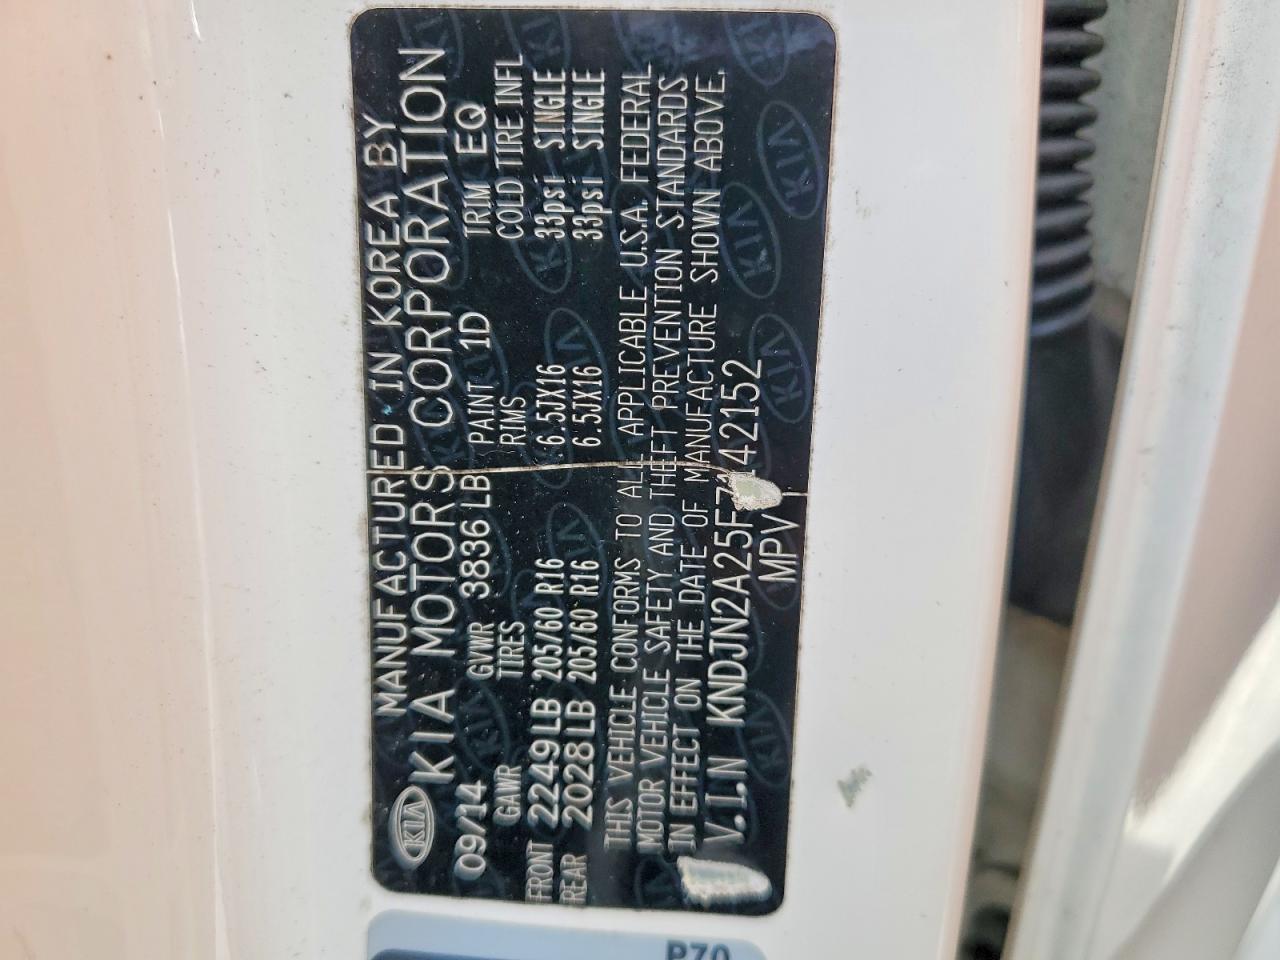 MANUFACTURED IN KOREA BY
KIA KIA MOTORS CORPORATION
09/14 GVWR 3836 LB PAINT 1D TRIM EQ
GAWR TIRES RIMS COLD TIRE INFL
FRONT 2249LB 205/60 R16 6.5JX16 33psi SINGLE
REAR 2028LB 205/60 R16 6.5JX16 33psi SINGLE
THIS VEHICLE CONFORMS TO ALL APPLICABLE U.S.A. FEDERAL
MOTOR VEHICLE SAFETY AND THEFT PREVENTION STANDARDS
IN EFFECT ON THE DATE OF MANUFACTURE SHOWN ABOVE.
V.I.N KNDJN2A25F7142152
MPV
P70